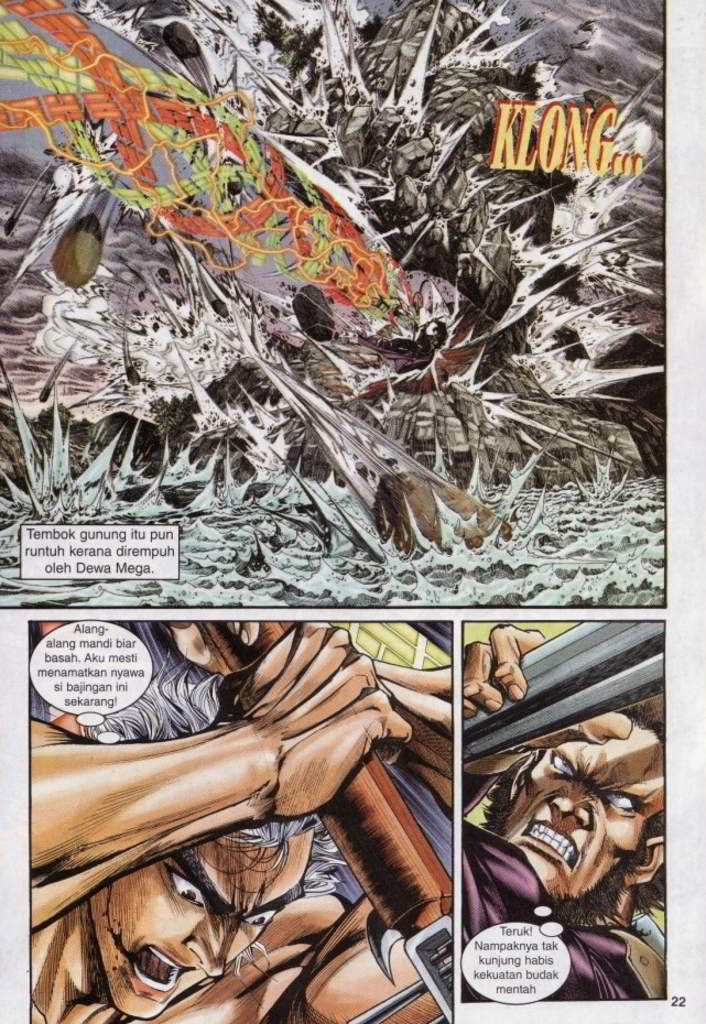 KLONG...
Tembok gunung itu pun
runtuh kerana dirempuh
oleh Dewa Mega.
Alang-
alang mandi biar
basah. Aku mesti
menamatkan nyawa
si bajingan ini
sekarang!
Teruk!
Nampaknya tak
kunjung habis
kekuatan budak
mentah
22